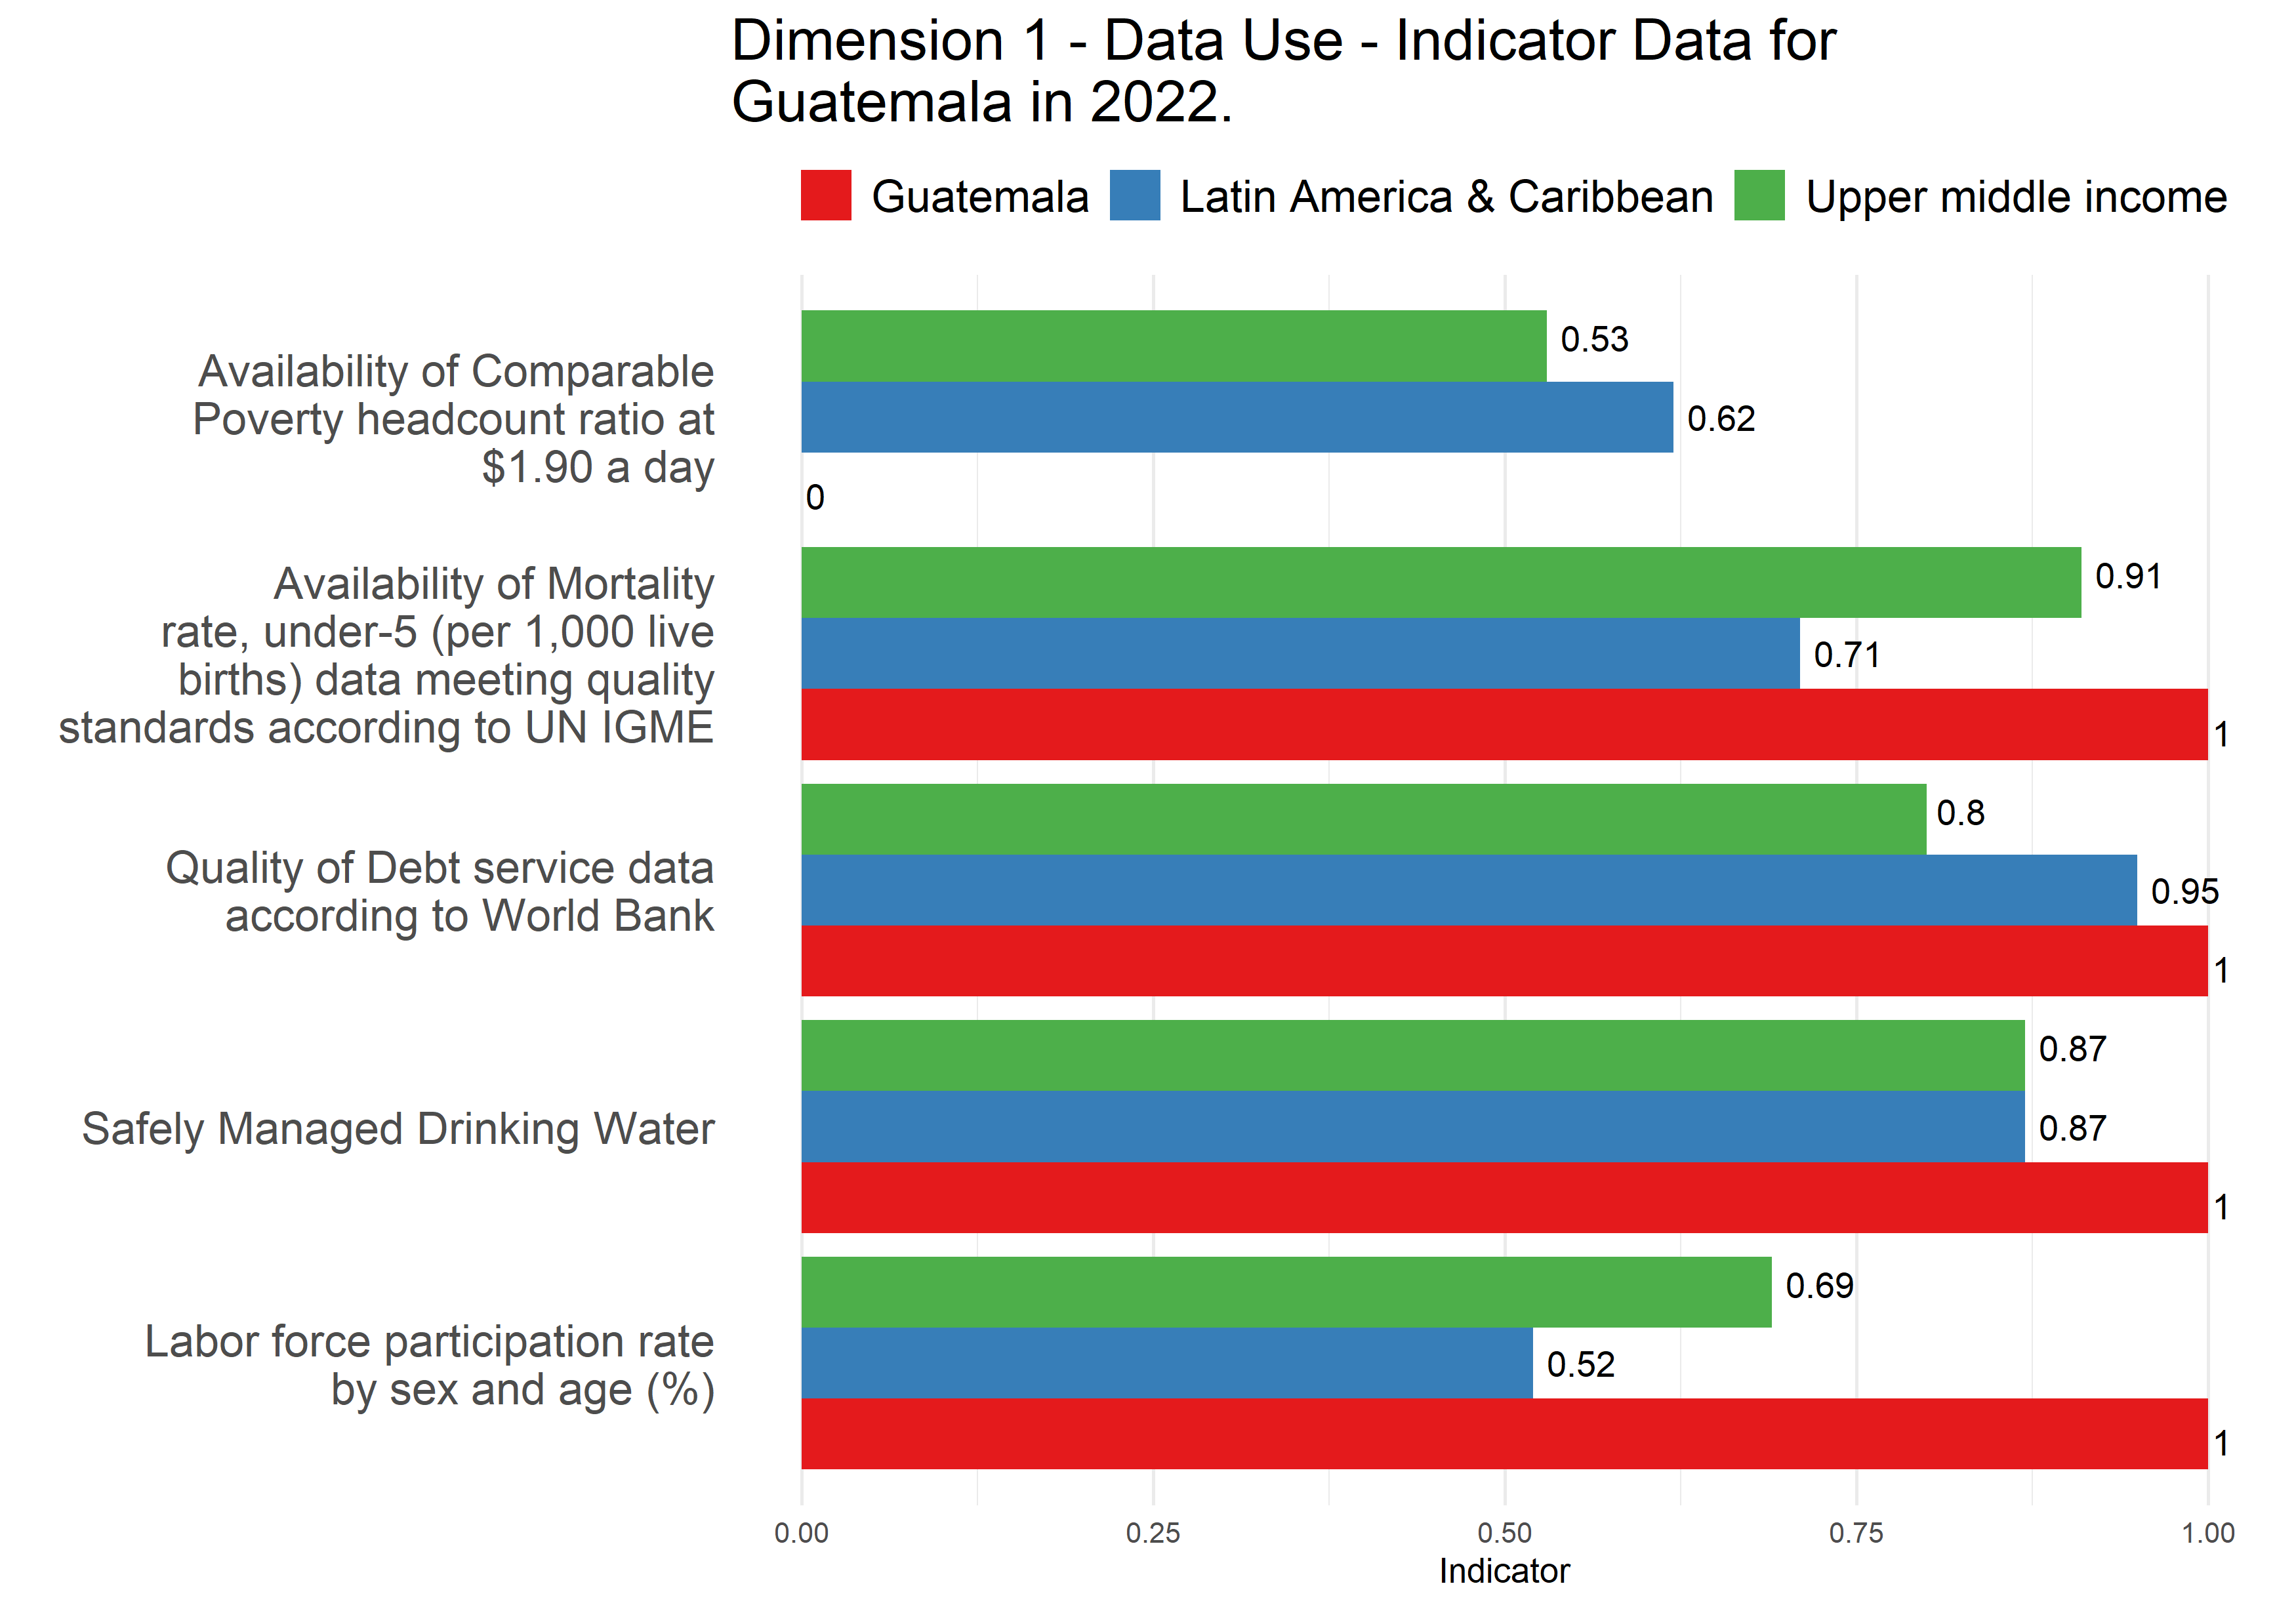 Dimension 1 - Data Use - Indicator Data for
Guatemala in 2022.
Guatemala Latin America & Caribbean Upper middle income
Availability of Comparable
Poverty headcount ratio at
$1.90 a day
0.53
0.62
0
Availability of Mortality
rate, under-5 (per 1,000 live
births) data meeting quality
standards according to UN IGME
0.91
0.71
1
Quality of Debt service data
according to World Bank
0.8
0.95
1
Safely Managed Drinking Water
0.87
0.87
1
Labor force participation rate
by sex and age (%)
0.69
0.52
1
0.00 0.25 0.50 0.75 1.00
Indicator